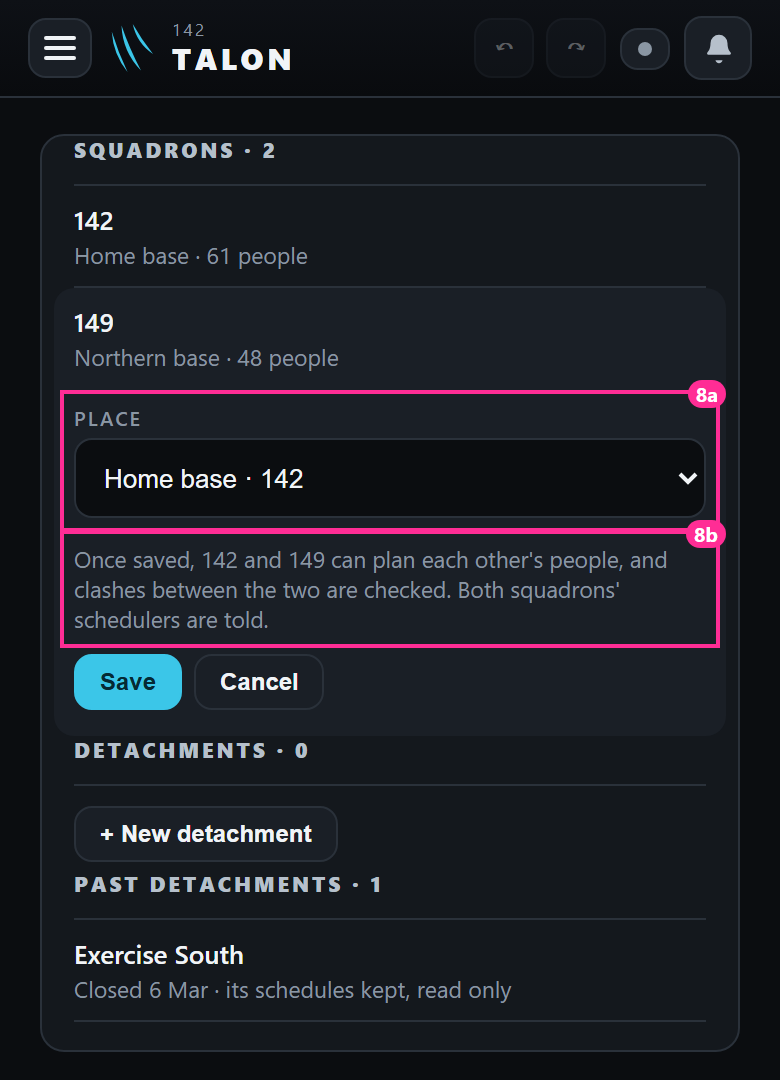 142
TALON
SQUADRONS · 2
142
Home base · 61 people
149
Northern base · 48 people
8a
PLACE
Home base · 142
8b
Once saved, 142 and 149 can plan each other's people, and
clashes between the two are checked. Both squadrons'
schedulers are told.
Save
Cancel
DETACHMENTS · 0
+ New detachment
PAST DETACHMENTS · 1
Exercise South
Closed 6 Mar · its schedules kept, read only